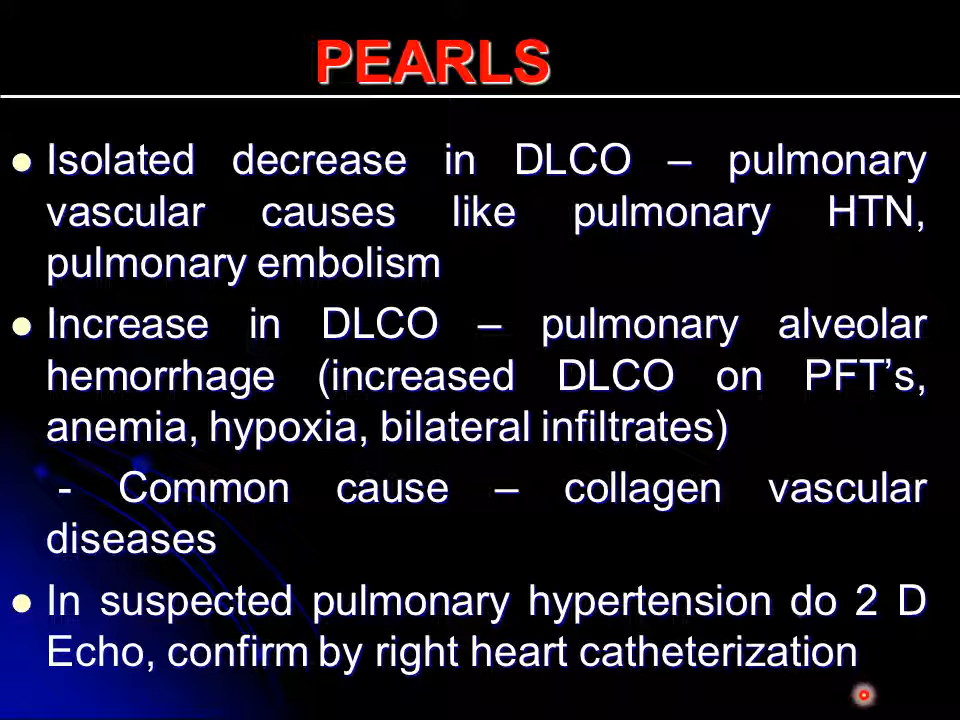 PEARLS
Isolated decrease in DLCO – pulmonary
vascular causes like pulmonary HTN,
pulmonary embolism
Increase in DLCO – pulmonary alveolar
hemorrhage (increased DLCO on PFT’s,
anemia, hypoxia, bilateral infiltrates)
- Common cause – collagen vascular
diseases
In suspected pulmonary hypertension do 2 D
Echo, confirm by right heart catheterization